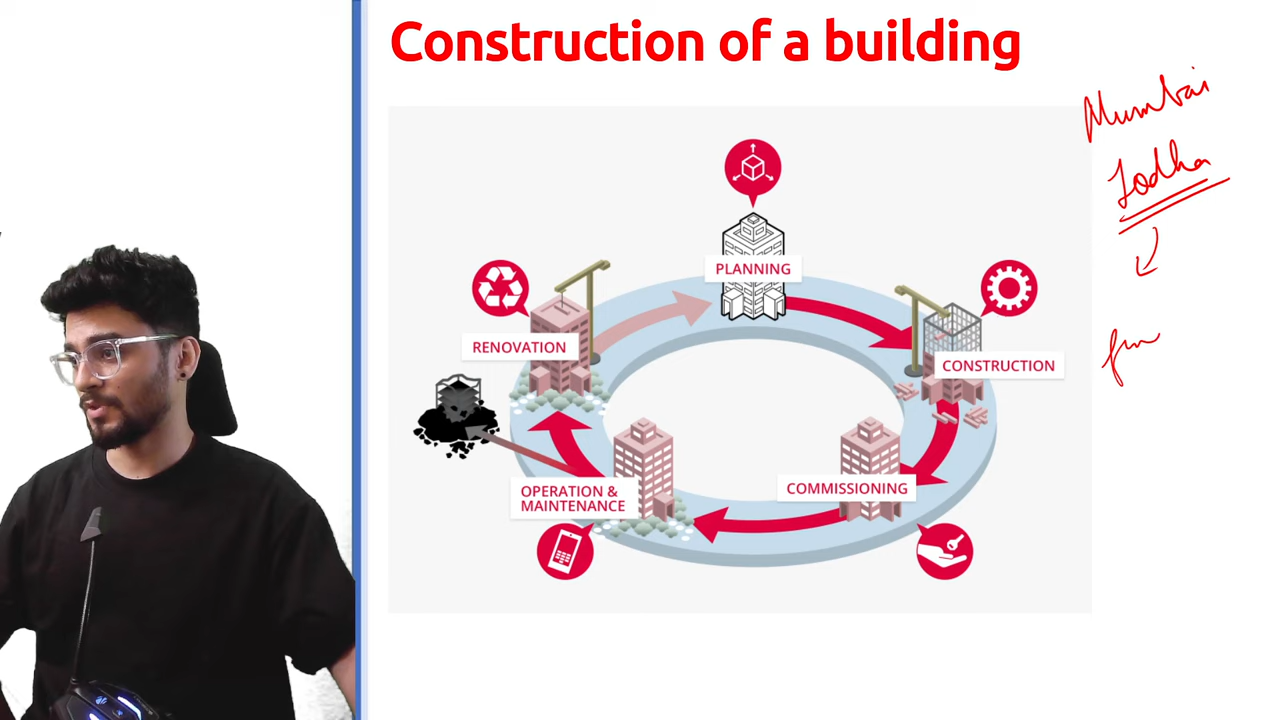 Construction of a building
Mumbai
Lodha
PLANNING
RENOVATION
CONSTRUCTION
COMMISSIONING
OPERATION &
MAINTENANCE